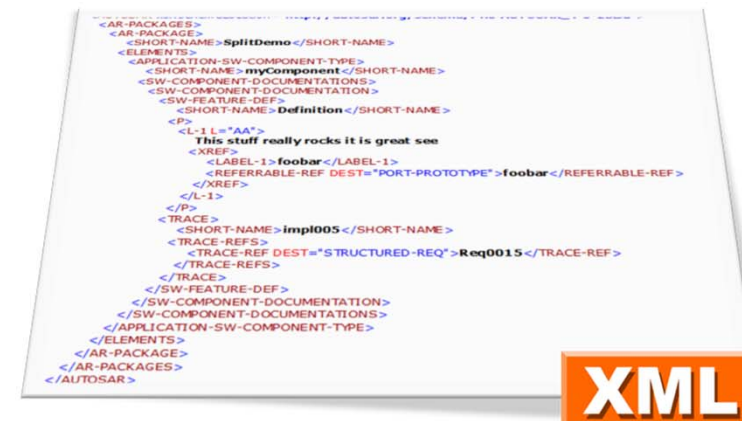 <AR-PACKAGES>
<AR-PACKAGE>
<SHORT-NAME>SplitDemo</SHORT-NAME>
<ELEMENTS>
<APPLICATION-SW-COMPONENT-TYPE>
<SHORT-NAME>myComponent</SHORT-NAME>
<SW-COMPONENT-DOCUMENTATIONS>
<SW-COMPONENT-DOCUMENTATION>
<SW-FEATURE-DEF>
<SHORT-NAME>Definition</SHORT-NAME>
<P>
<L-1 L="AA">
This stuff really rocks it is great see
<XREF>
<LABEL-1>foobar</LABEL-1>
<REFERRABLE-REF DEST="PORT-PROTOTYPE">foobar</REFERRABLE-REF>
</XREF>
</L-1>
</P>
<TRACE>
<SHORT-NAME>impl005</SHORT-NAME>
<TRACE-REFS>
<TRACE-REF DEST="STRUCTURED-REQ">Req0015</TRACE-REF>
</TRACE-REFS>
</TRACE>
</SW-FEATURE-DEF>
</SW-COMPONENT-DOCUMENTATION>
</SW-COMPONENT-DOCUMENTATIONS>
</APPLICATION-SW-COMPONENT-TYPE>
</ELEMENTS>
</AR-PACKAGE>
</AR-PACKAGES>
</AUTOSAR>
XML